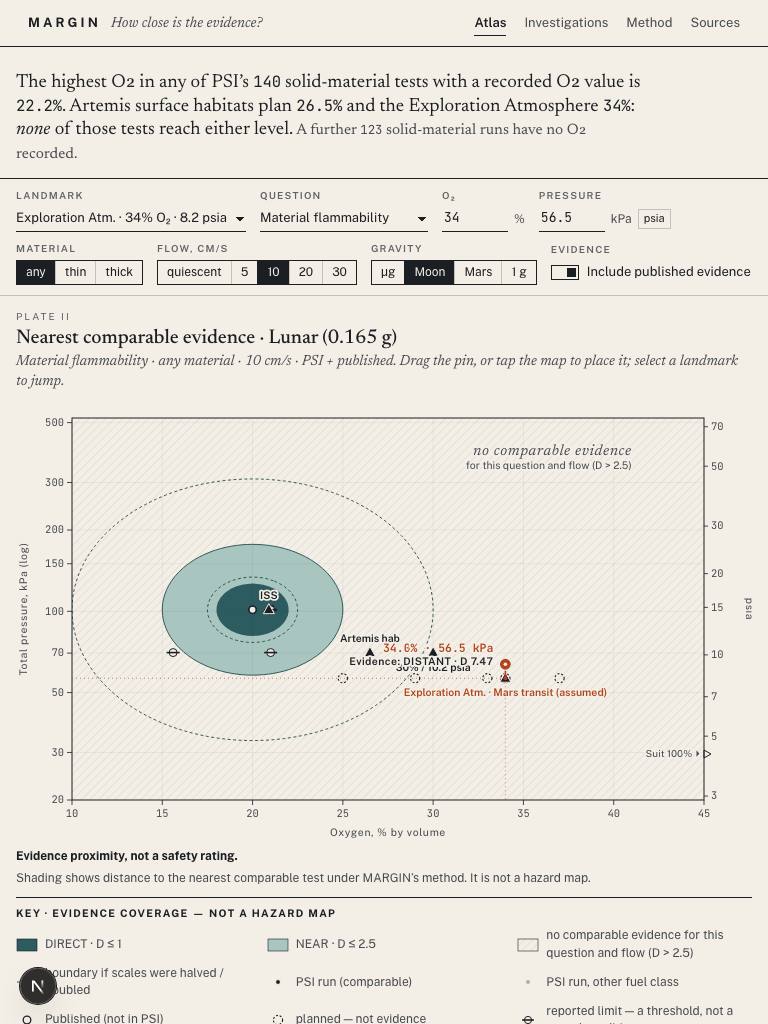 MARGIN How close is the evidence? Atlas Investigations Method Sources
The highest O2 in any of PSI’s 140 solid-material tests with a recorded O2 value is
22.2%. Artemis surface habitats plan 26.5% and the Exploration Atmosphere 34%:
none of those tests reach either level. A further 123 solid-material runs have no O2
recorded.
LANDMARK QUESTION O₂ PRESSURE
Exploration Atm. · 34% O₂ · 8.2 psia Material flammability 34 % 56.5 kPa psia
MATERIAL FLOW, CM/S GRAVITY EVIDENCE
any thin thick quiescent 5 10 20 30 µg Moon Mars 1 g Include published evidence
PLATE II
Nearest comparable evidence · Lunar (0.165 g)
Material flammability · any material · 10 cm/s · PSI + published. Drag the pin, or tap the map to place it; select a landmark
to jump.
500
300
200
150
100
70
50
30
20
Total pressure, kPa (log)
no comparable evidence
for this question and flow (D > 2.5)
ISS
Artemis hab
56.5 kPa
Evidence: DISTANT · D 7.47
Exploration Atm. · Mars transit (assumed)
Suit 100%
70
50
30
20
15
10
7
5
3
psia
10 15 20 25 30 35 40 45
Oxygen, % by volume
Evidence proximity, not a safety rating.
Shading shows distance to the nearest comparable test under MARGIN’s method. It is not a hazard map.
KEY · EVIDENCE COVERAGE — NOT A HAZARD MAP
DIRECT · D ≤ 1 NEAR · D ≤ 2.5 no comparable evidence for this
question and flow (D > 2.5)
boundary if scales were halved / PSI run (comparable) PSI run, other fuel class
N
Published (not in PSI) planned — not evidence reported limit — a threshold, not a